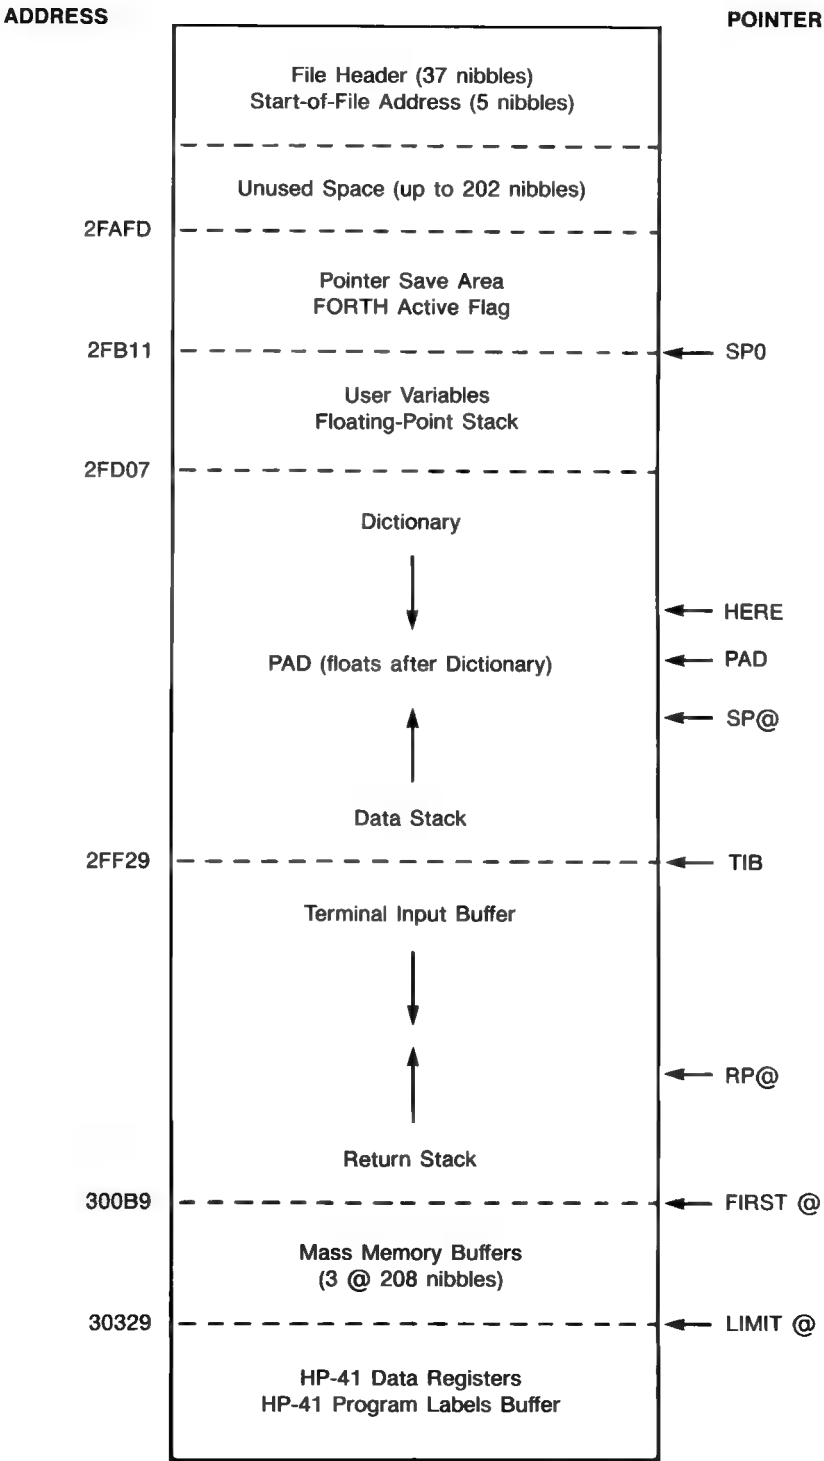 ADDRESS
POINTER
File Header (37 nibbles)
Start-of-File Address (5 nibbles)
Unused Space (up to 202 nibbles)
2FAFD
Pointer Save Area
FORTH Active Flag
2FB11
SP0
User Variables
Floating-Point Stack
2FD07
Dictionary
HERE
PAD (floats after Dictionary)
PAD
SP@
Data Stack
2FF29
TIB
Terminal Input Buffer
RP@
Return Stack
300B9
FIRST @
Mass Memory Buffers
(3 @ 208 nibbles)
30329
LIMIT @
HP-41 Data Registers
HP-41 Program Labels Buffer